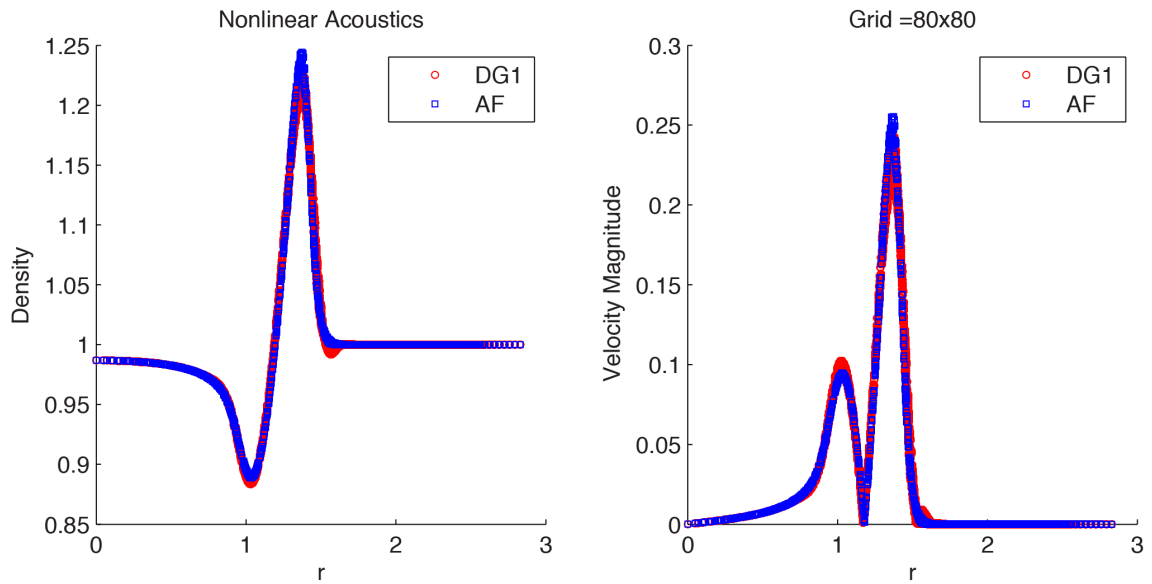 Nonlinear Acoustics
1.25
1.2
1.15
1.1
1.05
1
0.95
0.9
0.85
Density
0
1
2
3
r
DG1
AF
Grid =80x80
0.3
0.25
0.2
0.15
0.1
0.05
0
Velocity Magnitude
0
1
2
3
r
DG1
AF